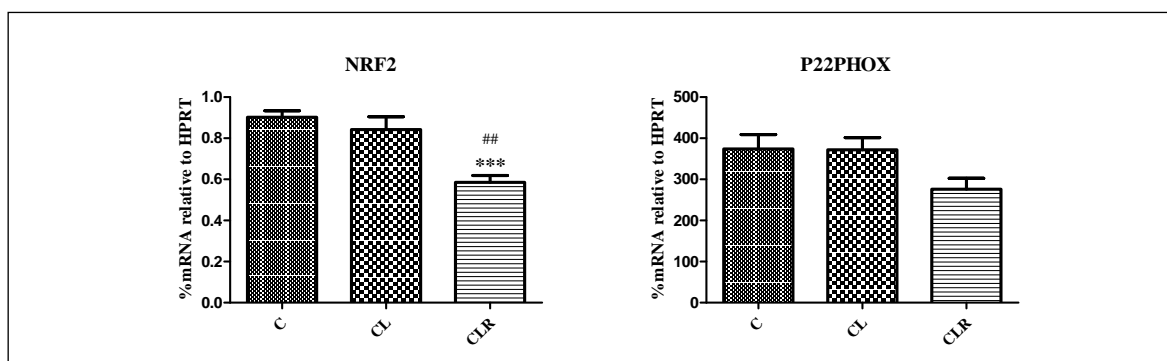 NRF2
%mRNA relative to HPRT
1.0
0.8
0.6
0.4
0.2
0.0
##
***
C
CL
CLR
P22PHOX
%mRNA relative to HPRT
500
400
300
200
100
0
C
CL
CLR